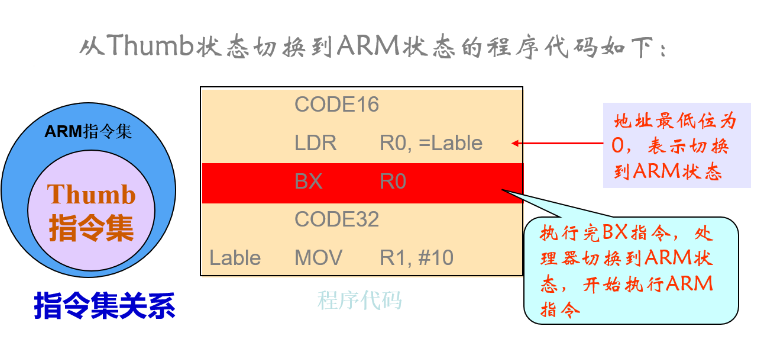 从Thumb状态切换到ARM状态的程序代码如下：
ARM指令集
Thumb
指令集
指令集关系
CODE16
LDR R0, =Lable
BX R0
CODE32
Lable MOV R1, #10
程序代码
地址最低位为
0，表示切换
到ARM状态
执行完BX指令，处
理器切换到ARM状
态，开始执行ARM
指令